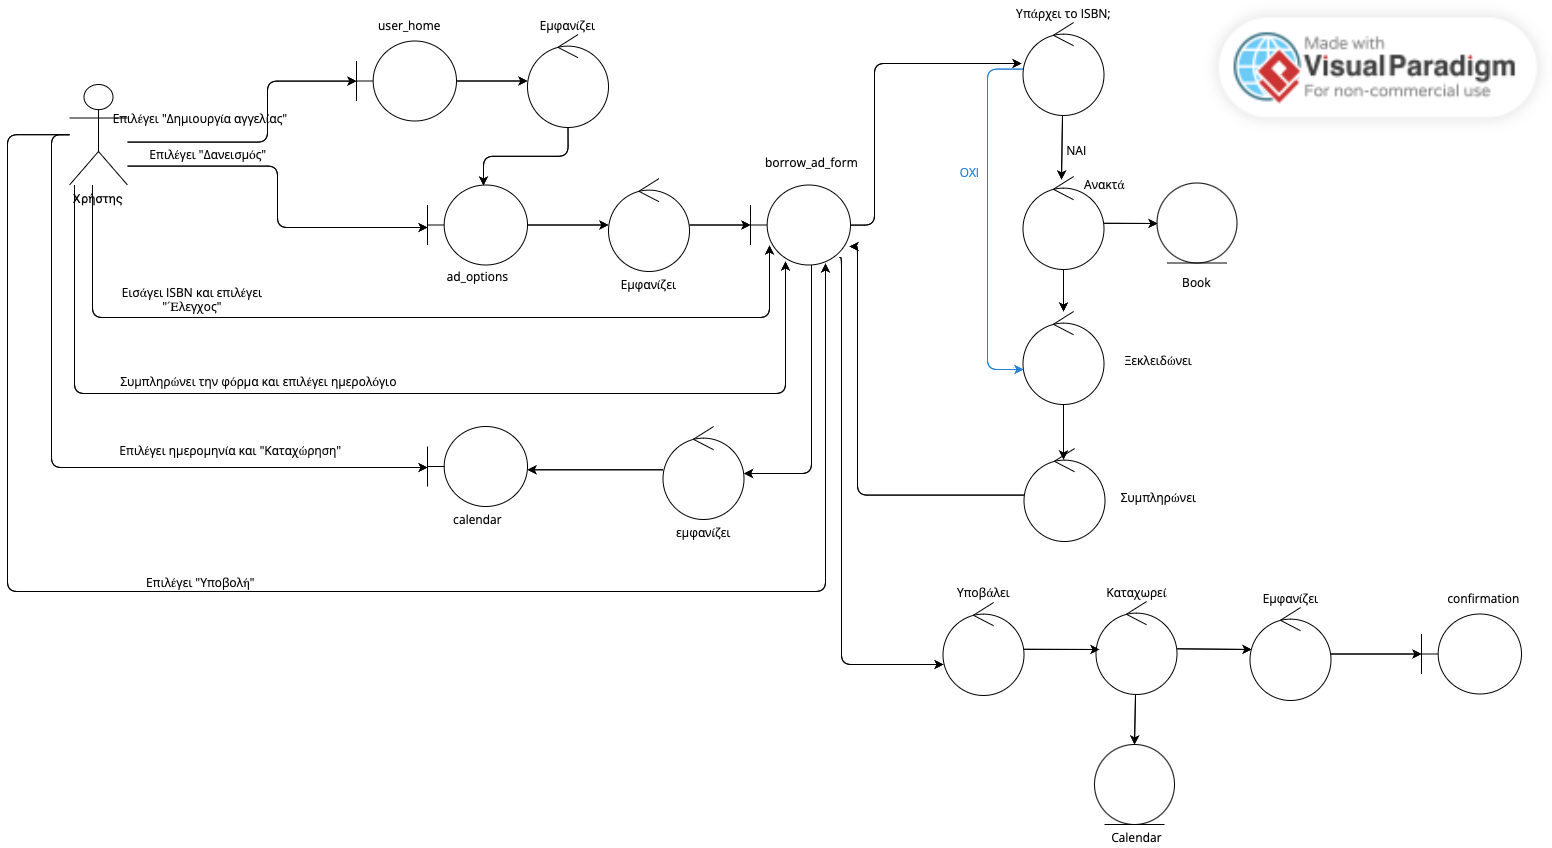 Υπάρχει το ISBN;
user_home
Εμφανίζει
Made with
Visual Paradigm
For non-commercial use
Επιλέγει "Δημιουργία αγγελίας"
Επιλέγει "Δανεισμός"
ΝΑΙ
borrow_ad_form
ΟΧΙ
Ανακτά
Χρήστης
ad_options
Εμφανίζει
Book
Εισάγει ISBN και επιλέγει
"Έλεγχος"
Ξεκλειδώνει
Συμπληρώνει την φόρμα και επιλέγει ημερολόγιο
Επιλέγει ημερομηνία και "Καταχώρηση"
Συμπληρώνει
calendar
εμφανίζει
Επιλέγει "Υποβολή"
Υποβάλει
Καταχωρεί
Εμφανίζει
confirmation
Calendar